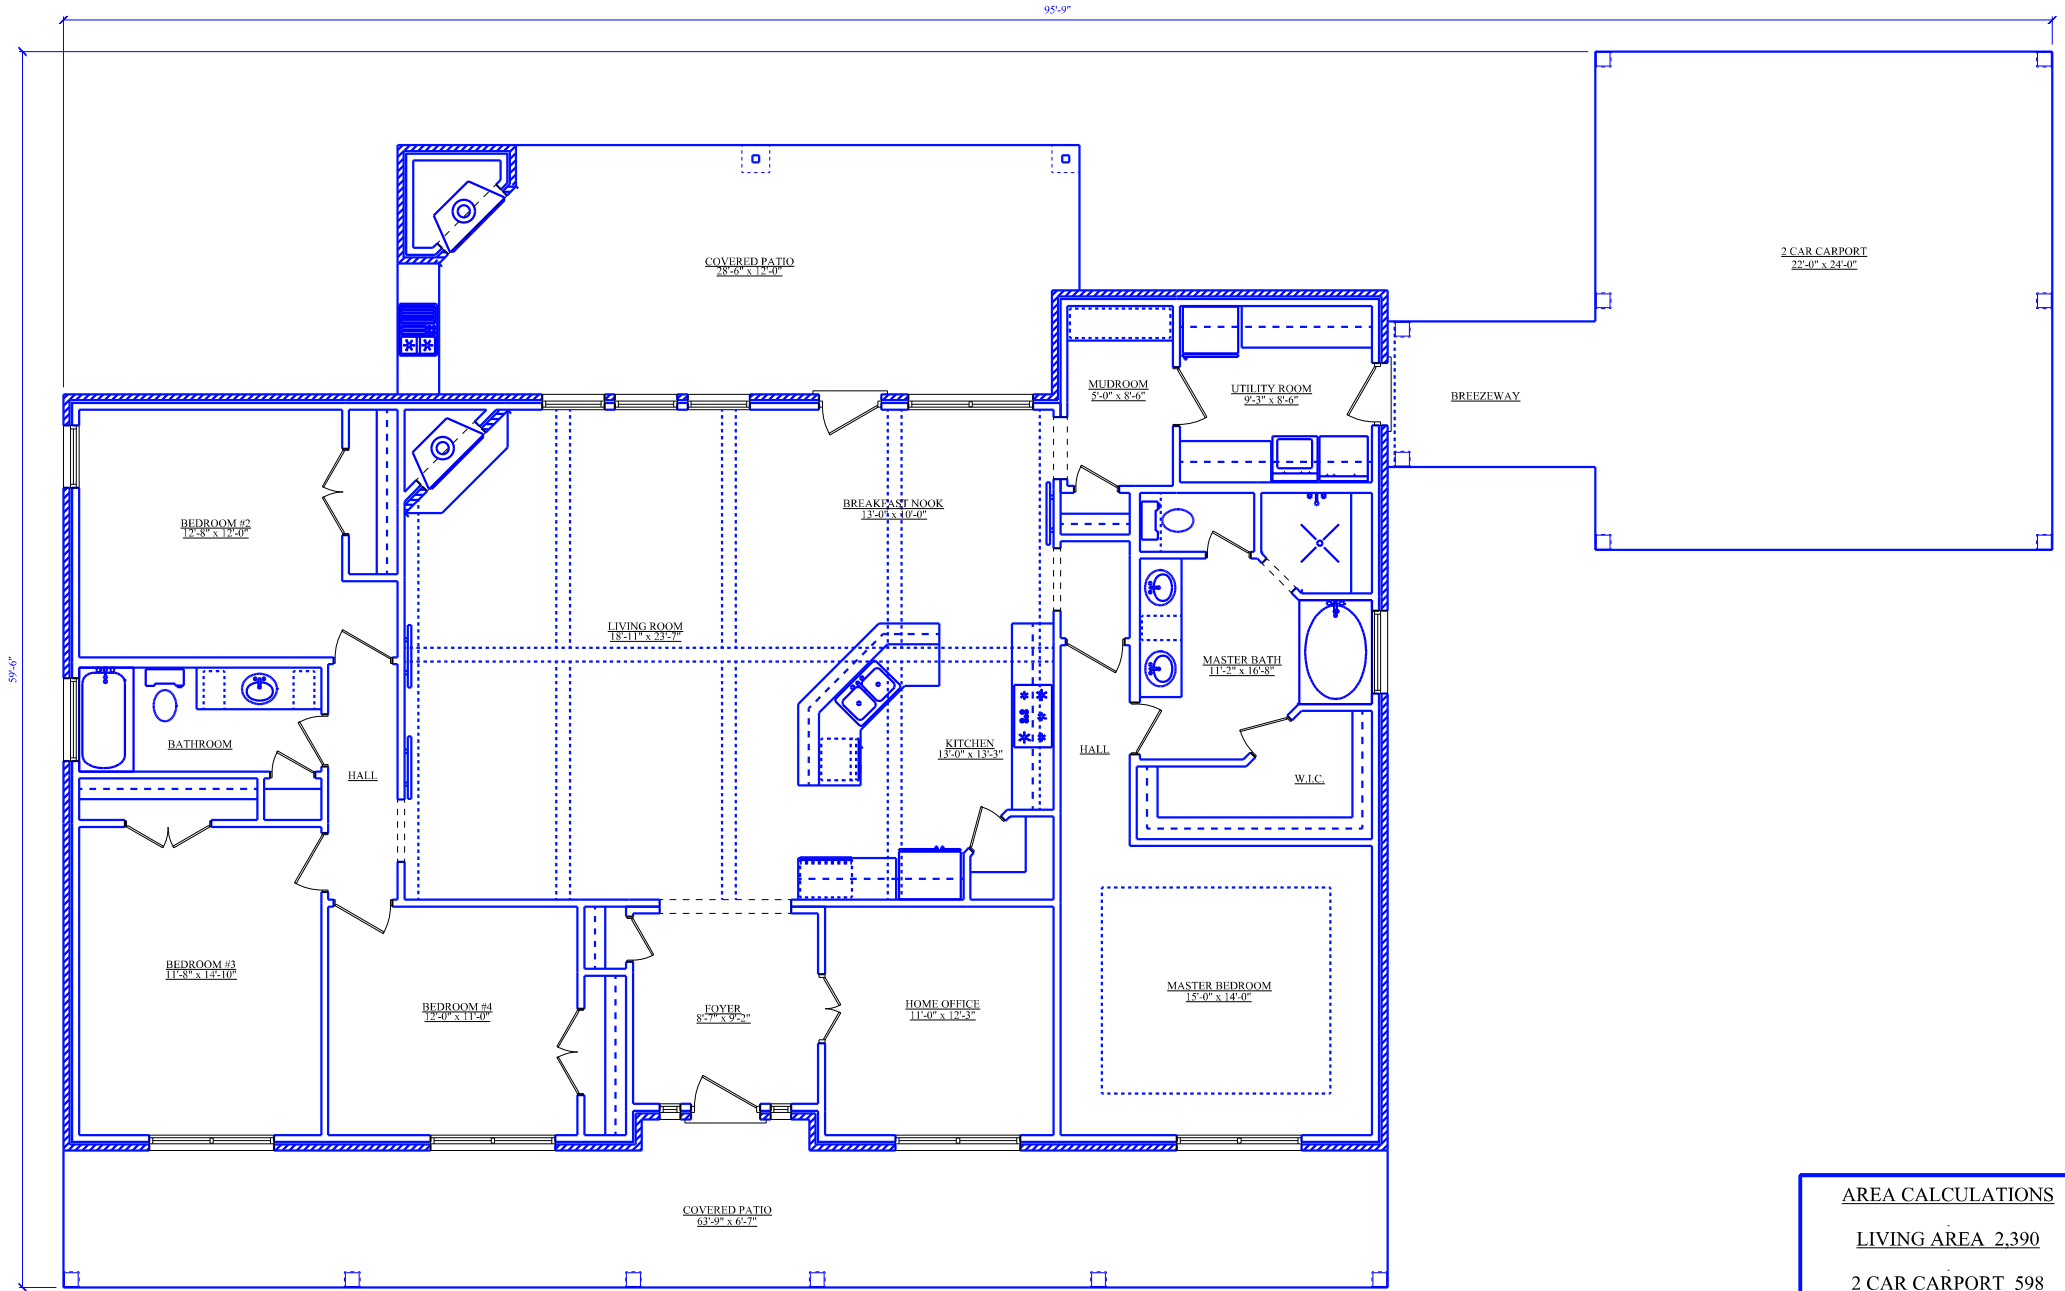 95'-9"
59'-6"
2 CAR CARPORT
22'-0" x 24'-0"
COVERED PATIO
28'-6" x 12'-0"
MUDROOM
5'-0" x 8'-6"
UTILITY ROOM
9'-3" x 8'-6"
BREEZEWAY
BREAKFAST NOOK
13'-0" x 10'-0"
BEDROOM #2
12'-8" x 12'-0"
LIVING ROOM
18'-11" x 23'-7"
MASTER BATH
11'-2" x 16'-8"
BATHROOM
KITCHEN
13'-0" x 13'-3"
HALL
HALL
W.I.C.
BEDROOM #3
11'-8" x 14'-10"
MASTER BEDROOM
15'-0" x 14'-0"
BEDROOM #4
12'-0" x 11'-0"
FOYER
8'-7" x 9'-2"
HOME OFFICE
11'-0" x 12'-3"
COVERED PATIO
63'-9" x 6'-7"
AREA CALCULATIONS
LIVING AREA 2,390
2 CAR CARPORT 598